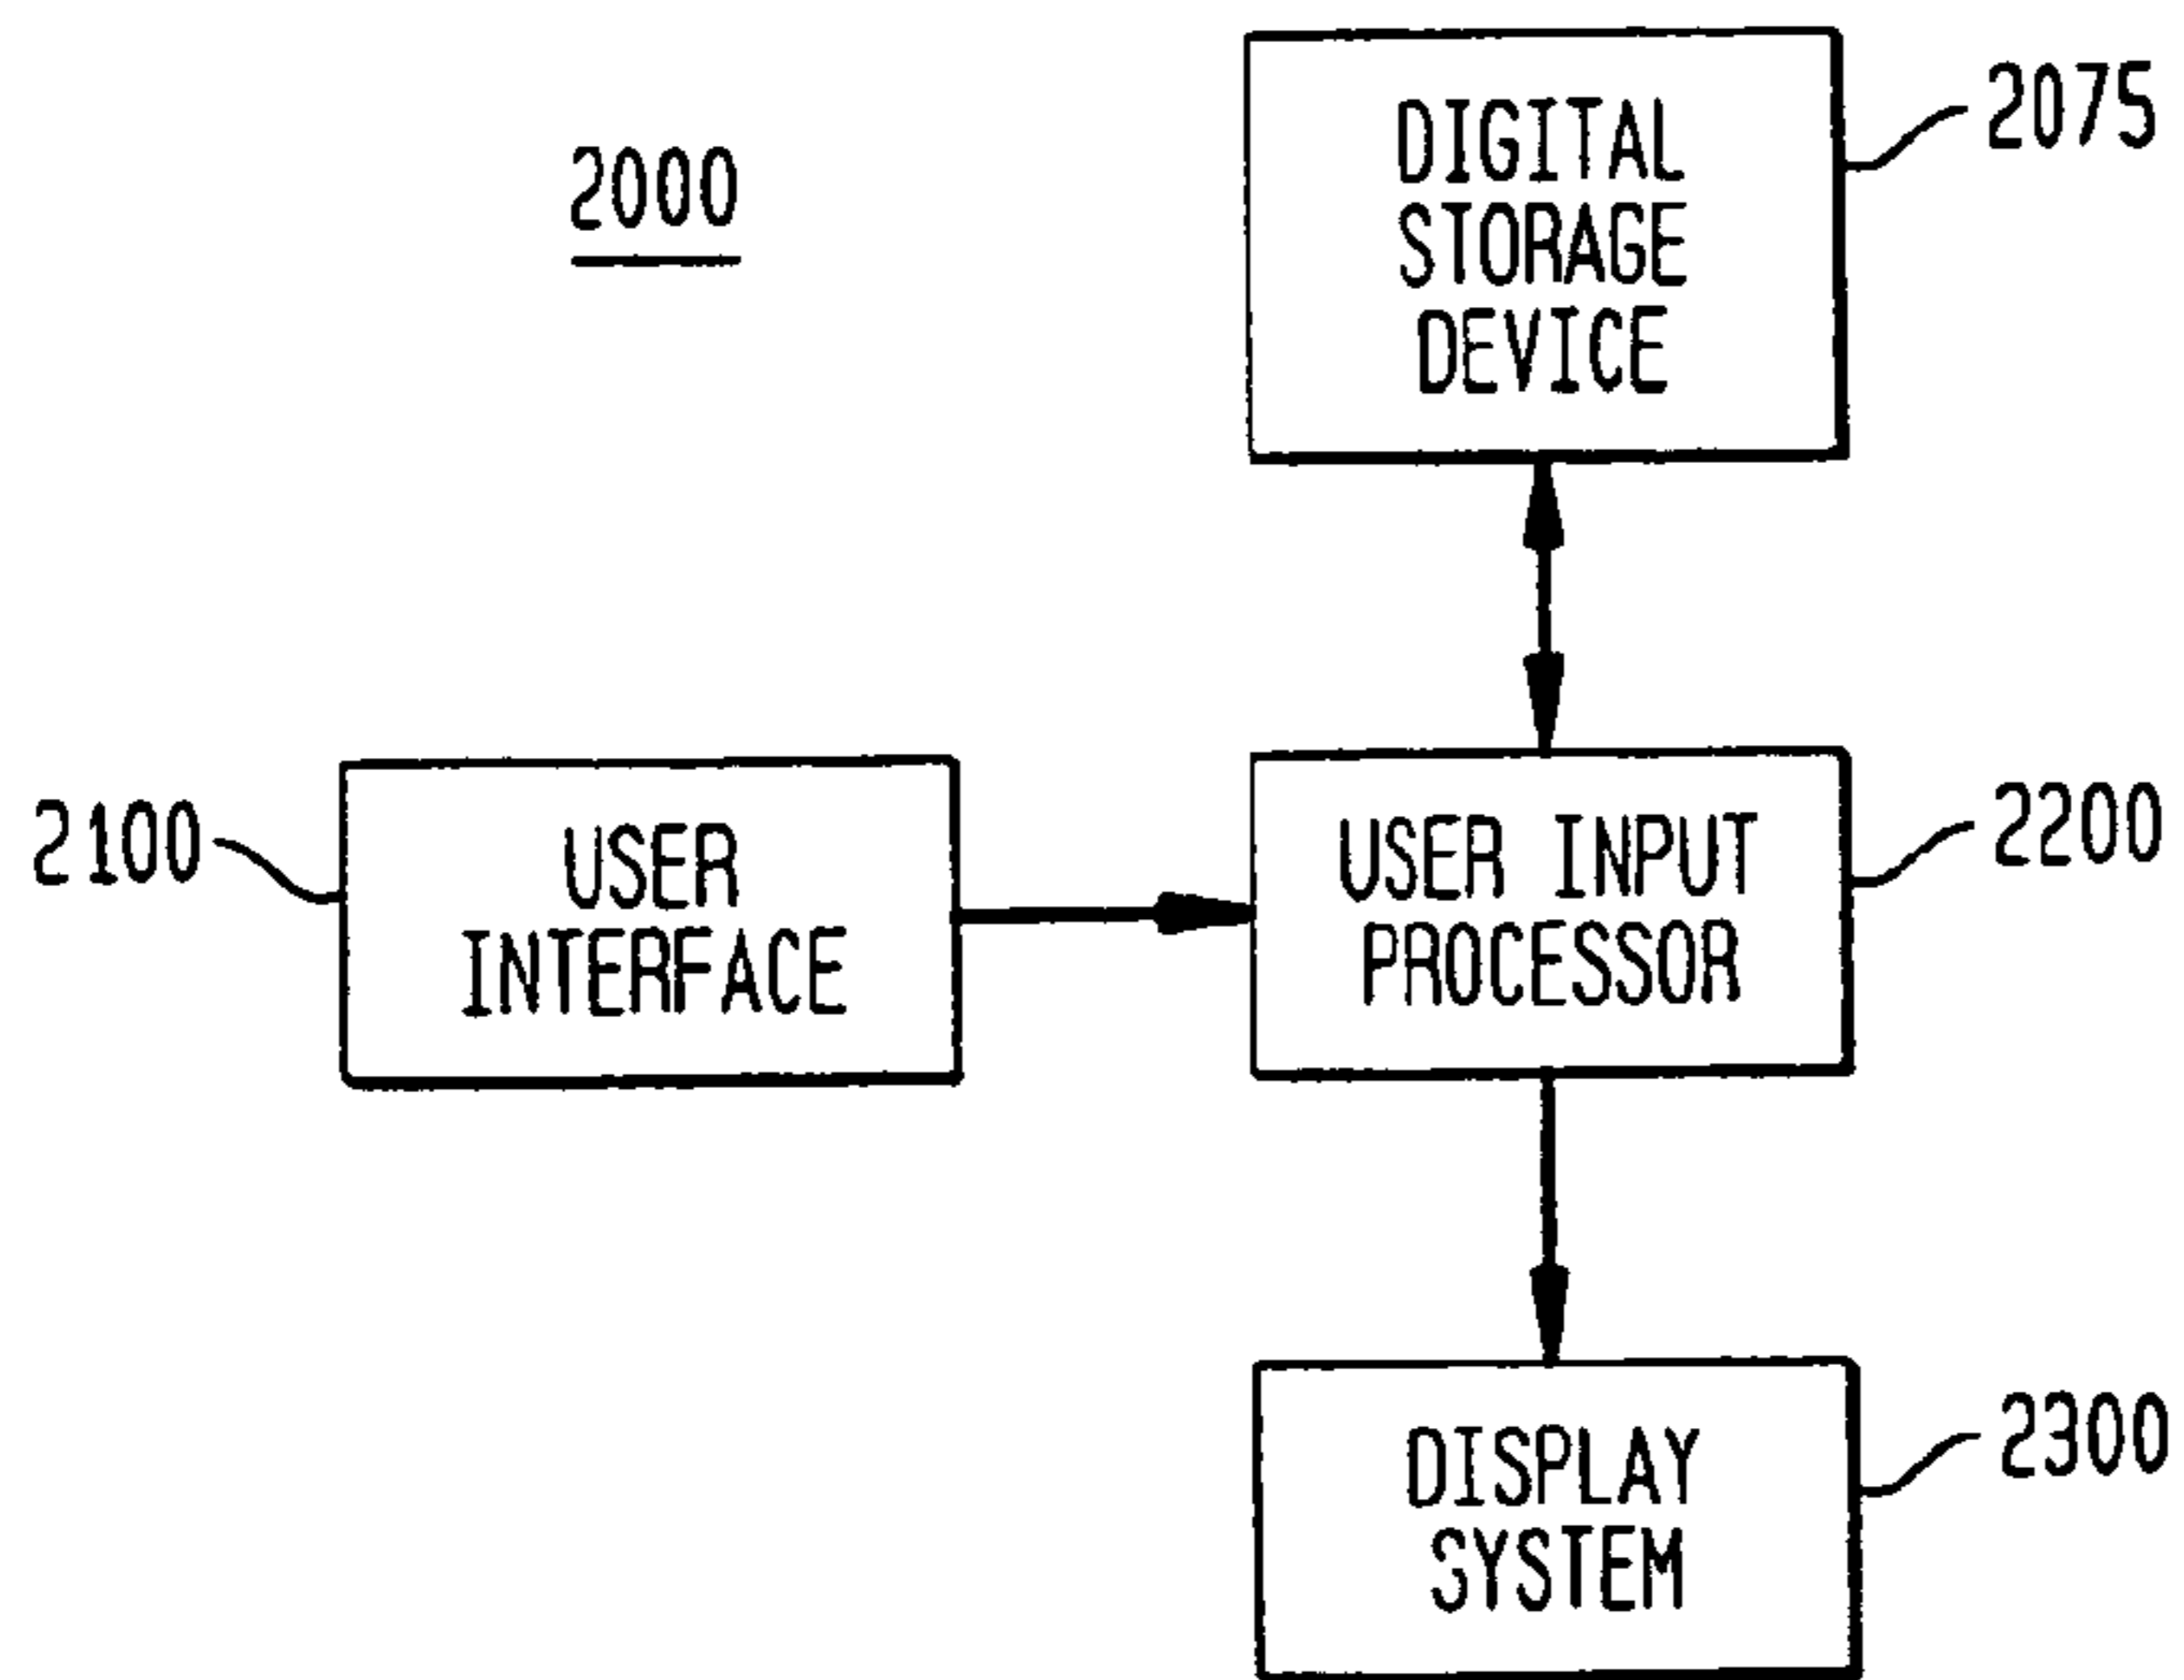 2000
DIGITAL
STORAGE
DEVICE
2075
2100
USER
INTERFACE
USER INPUT
PROCESSOR
2200
DISPLAY
SYSTEM
2300